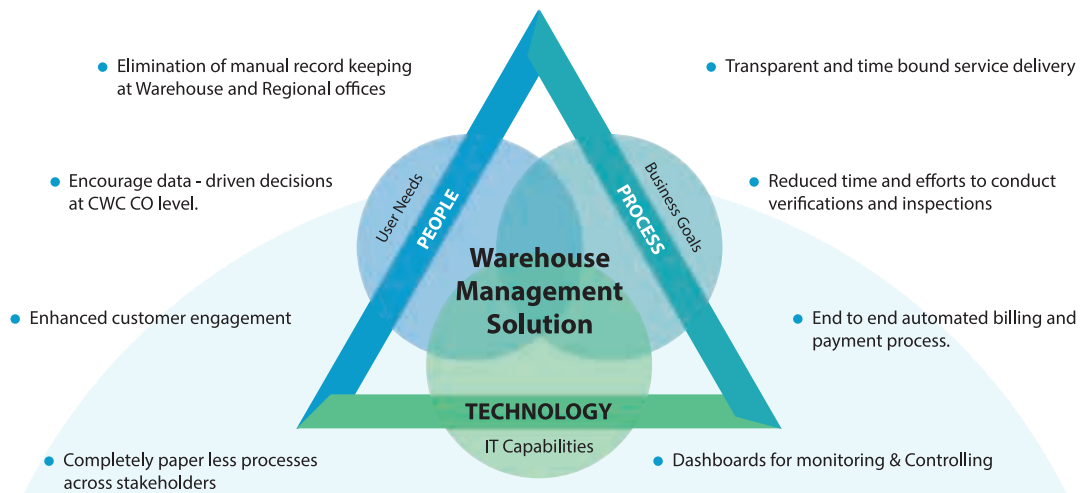 Elimination of manual record keeping
at Warehouse and Regional offices
Encourage data - driven decisions
at CWC CO level.
Enhanced customer engagement
Completely paper less processes
across stakeholders
User Needs
PEOPLE
PROCESS
Business Goals
Warehouse
Management
Solution
TECHNOLOGY
IT Capabilities
Transparent and time bound service delivery
Reduced time and efforts to conduct
verifications and inspections
End to end automated billing and
payment process.
Dashboards for monitoring & Controlling